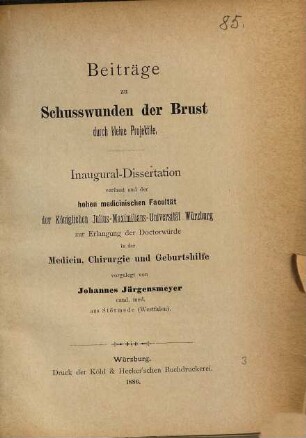 85.
Beiträge
zu
Schusswunden der Brust
durch kleine Projektile.
Inaugural-Dissertation
verfasst und der
hohen medicinischen Facultät
der Königlichen Julius-Maximilians-Universität Würzburg
zur Erlangung der Doctorwürde
in der
Medicin, Chirurgie und Geburtshilfe
vorgelegt von
Johannes Jürgensmeyer
cand. med.
aus Störmede (Westfalen).
Würzburg.
Druck der Köhl & Hecker'schen Buchdruckerei.
3